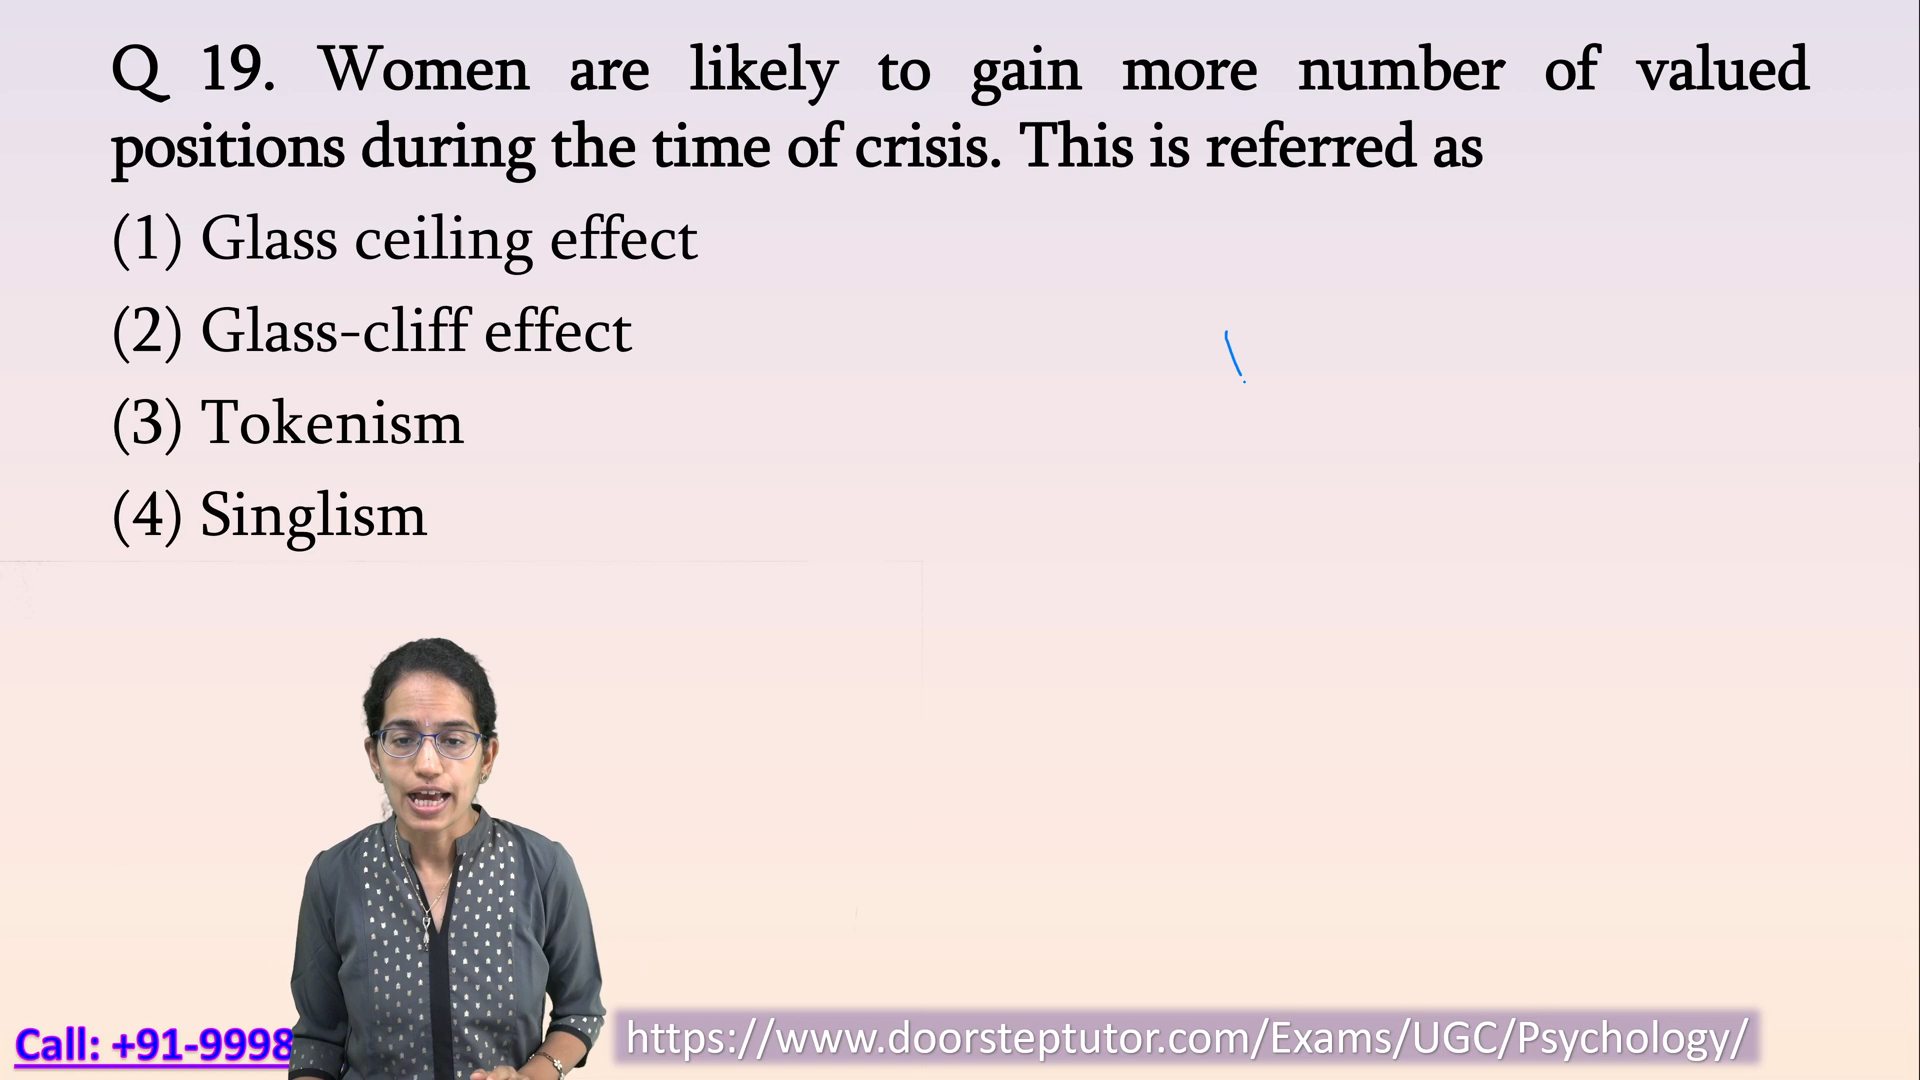 Q 19. Women are likely to gain more number of valued
positions during the time of crisis. This is referred as
(1) Glass ceiling effect
(2) Glass-cliff effect
(3) Tokenism
(4) Singlism
Call: +91-9998
https://www.doorsteptutor.com/Exams/UGC/Psychology/